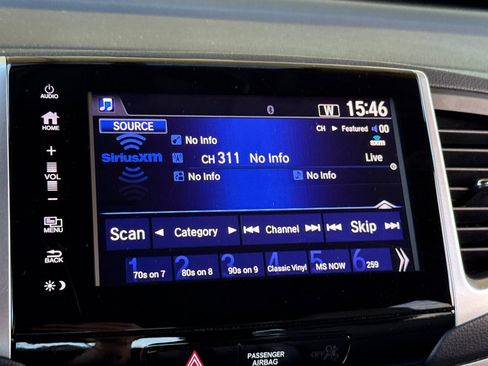 AUDIO
HOME
+
VOL
−
MENU
BACK
W 15:46
SOURCE
CH ▶ Featured 00
No Info
sxm
SiriusXM
CH 311 No Info
Live
No Info
No Info
Scan
◀ Category ▶
Channel
Skip
1 70s on 7
2 80s on 8
3 90s on 9
4 Classic Vinyl
5 MS NOW
6 259
PASSENGER
AIRBAG
OFF